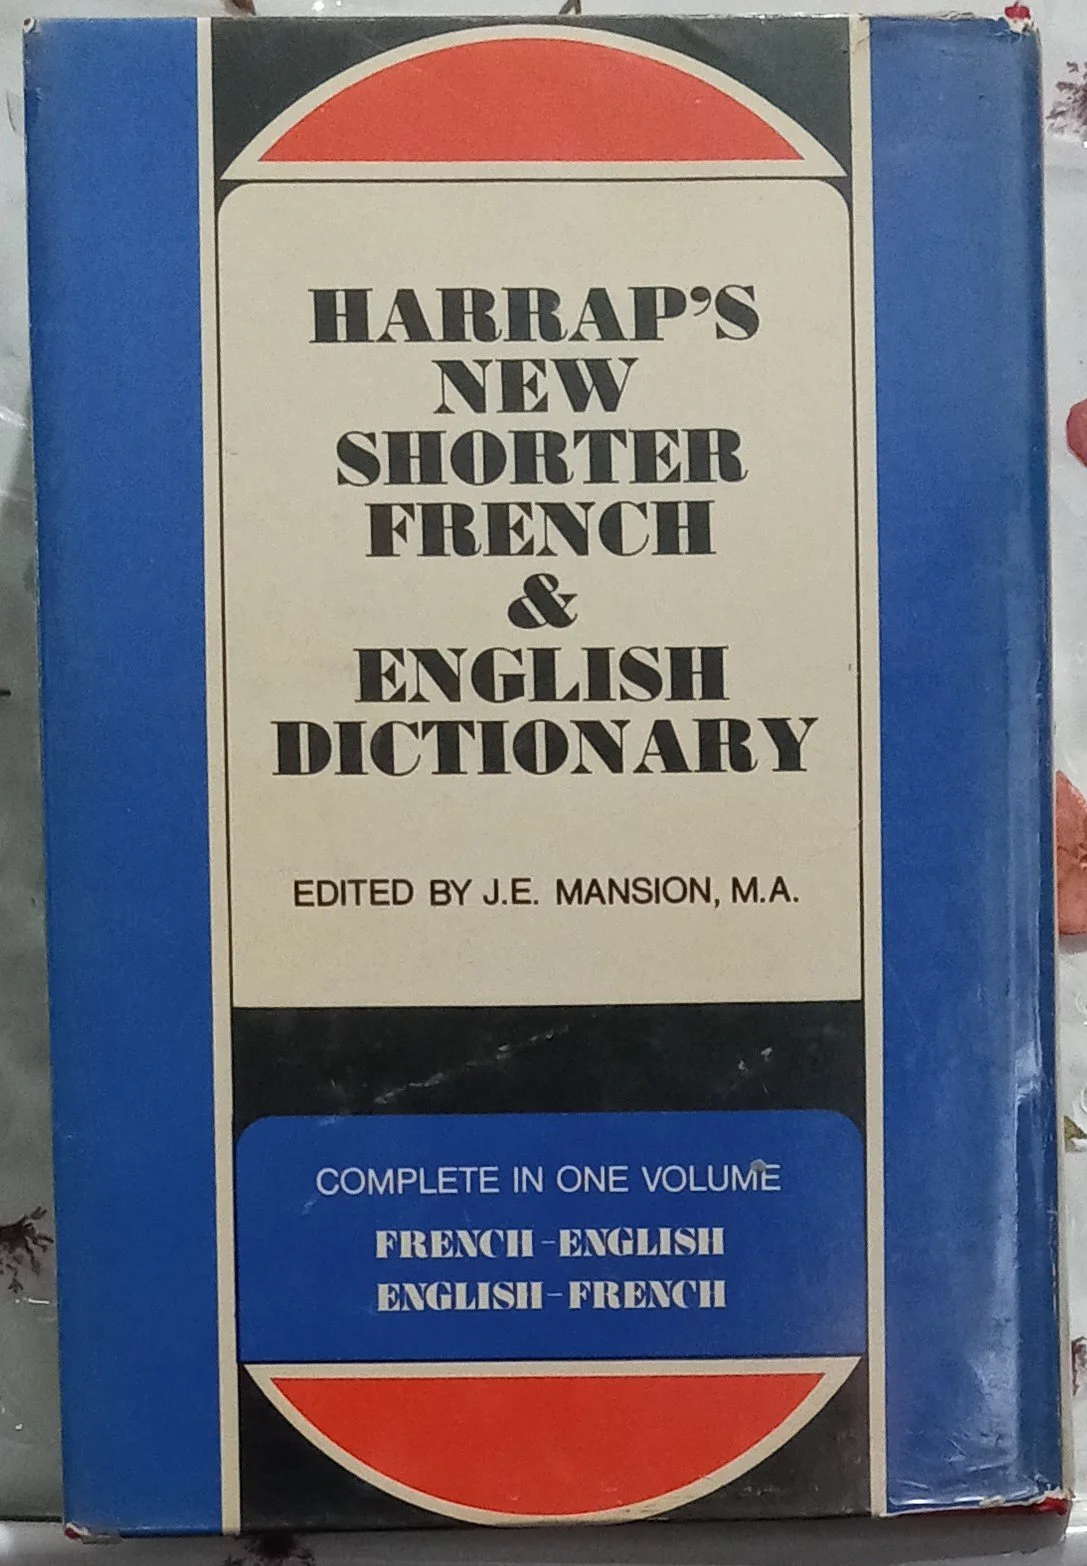 HARRAP'S
NEW
SHORTER
FRENCH
&
ENGLISH
DICTIONARY
EDITED BY J.E. MANSION, M.A.
COMPLETE IN ONE VOLUME
FRENCH-ENGLISH
ENGLISH-FRENCH